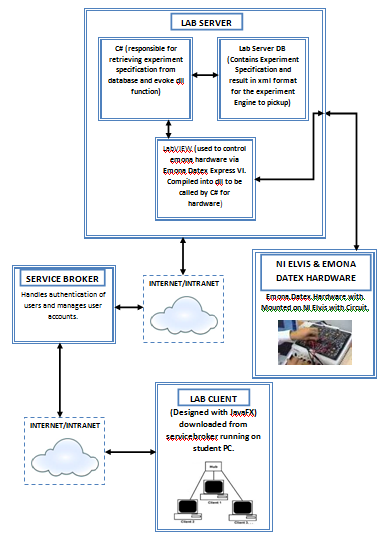 LAB SERVER
C# (responsible for
retrieving experiment
specification from
database and evoke dll
function)
Lab Server DB
(Contains Experiment
Specification and
result in xml format
for the experiment
Engine to pickup)
LabVIEW (used to control
emona hardware via
Emona Datex Express VI.
Compiled into dll to be
called by C# for
hardware)
SERVICE BROKER
Handles authentication of
users and manages user
accounts.
INTERNET/INTRANET
NI ELVIS & EMONA
DATEX HARDWARE
Emona Datex Hardware with
Mounted on NI Elvis with Circuit.
INTERNET/INTRANET
LAB CLIENT
(Designed with JavaFX)
downloaded from
servicebroker running on
student PC.